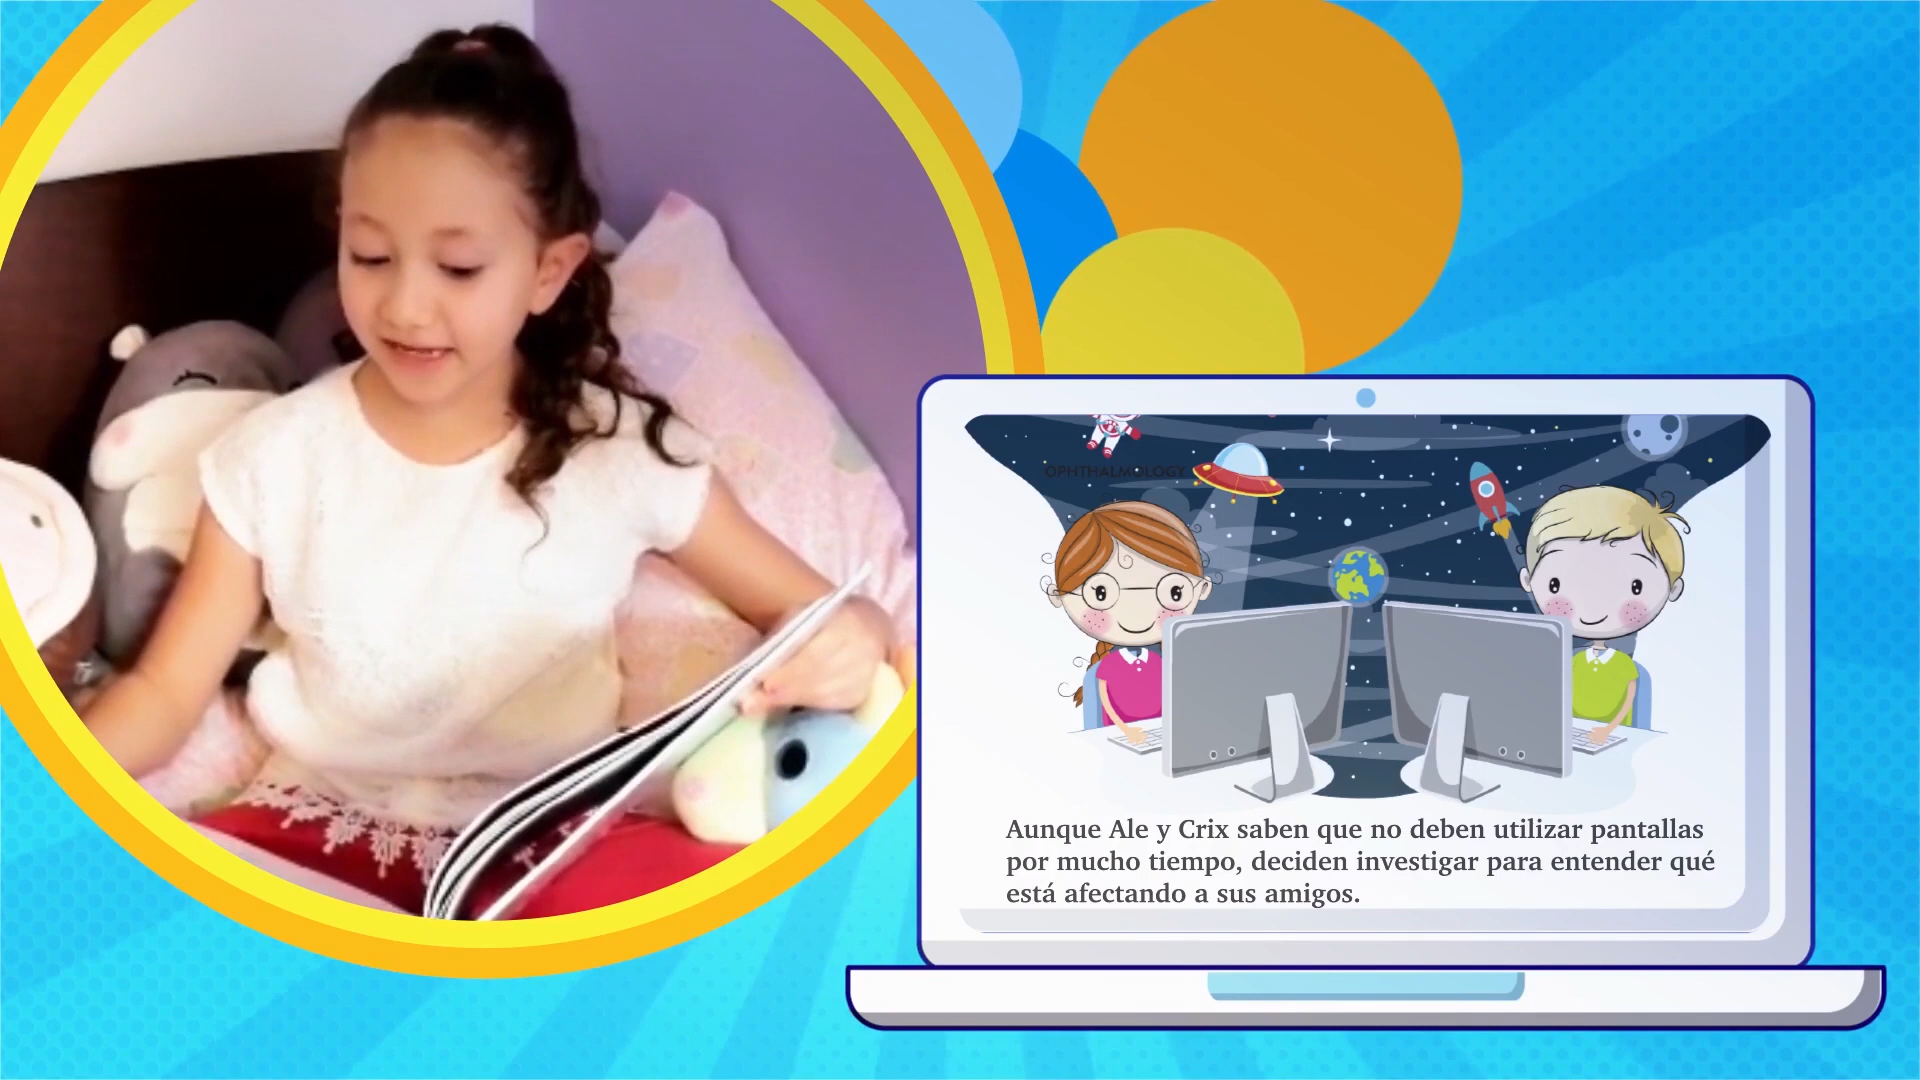 OPHTHALMOLOGY
Aunque Ale y Crix saben que no deben utilizar pantallas
por mucho tiempo, deciden investigar para entender qué
está afectando a sus amigos.